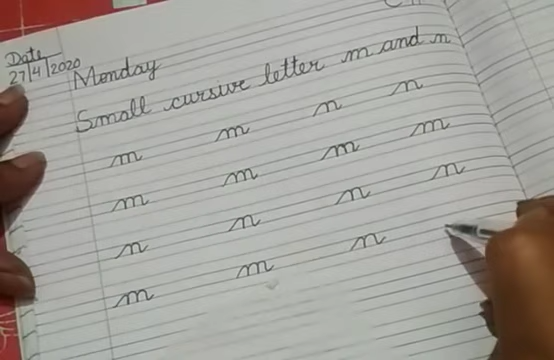 Date
27/4/2020
Monday
Small cursive letter m and n
m m n n
m m m m
n n n n
m m n